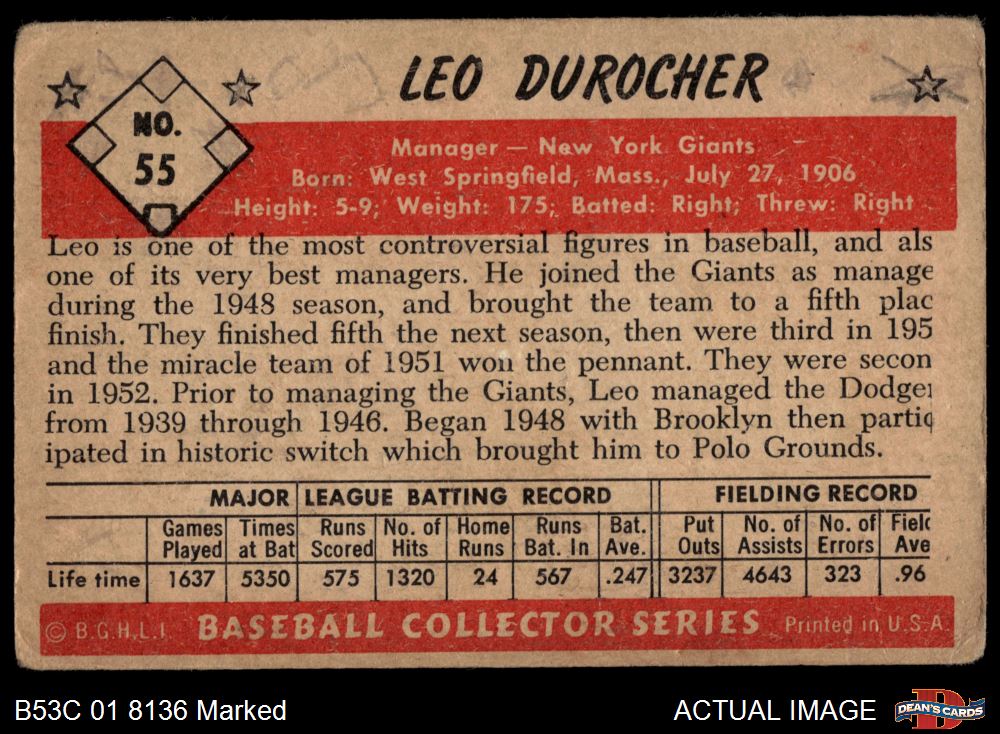 LEO DUROCHER
NO.
55
Manager — New York Giants
Born: West Springfield, Mass., July 27, 1906
Height: 5-9; Weight: 175; Batted: Right; Threw: Right
Leo is one of the most controversial figures in baseball, and als
one of its very best managers. He joined the Giants as manage
during the 1948 season, and brought the team to a fifth plac
finish. They finished fifth the next season, then were third in 195
and the miracle team of 1951 won the pennant. They were secon
in 1952. Prior to managing the Giants, Leo managed the Dodger
from 1939 through 1946. Began 1948 with Brooklyn then partic
ipated in historic switch which brought him to Polo Grounds.
MAJOR LEAGUE BATTING RECORD FIELDING RECORD
Games Times Runs No. of Home Runs Bat. Put No. of No. of Field
Played at Bat Scored Hits Runs Bat. In Ave. Outs Assists Errors Ave
Life time 1637 5350 575 1320 24 567 .247 3237 4643 323 .96
© B.G.H.L.I. BASEBALL COLLECTOR SERIES Printed in U.S.A.
B53C 01 8136 Marked ACTUAL IMAGE DEAN'S CARDS